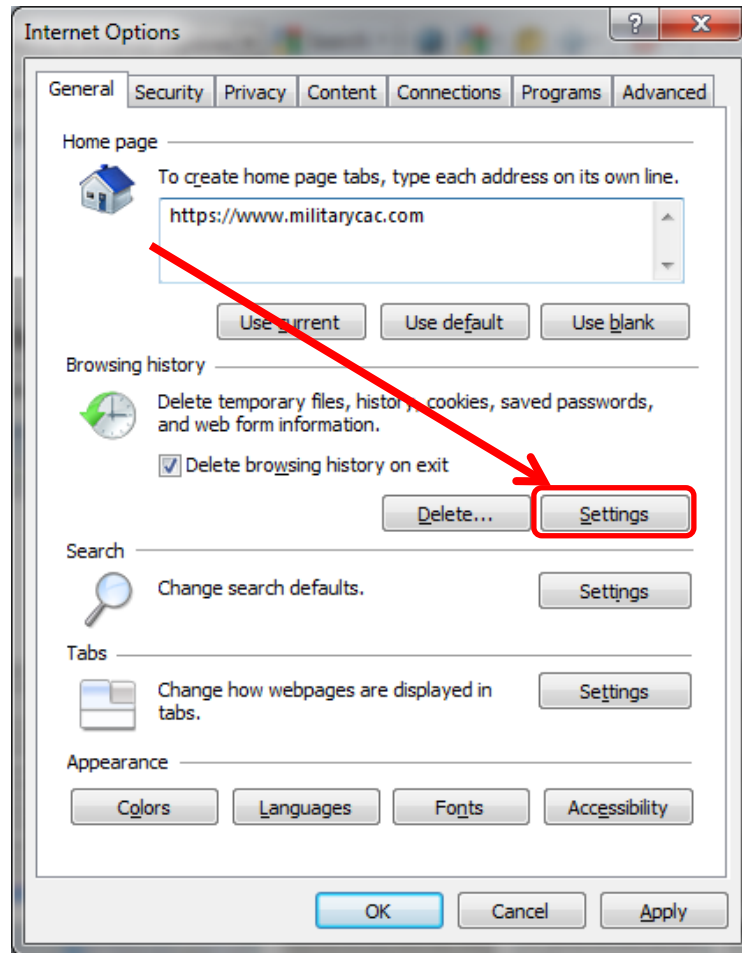 Internet Options
General Security Privacy Content Connections Programs Advanced
Home page
To create home page tabs, type each address on its own line.
https://www.militarycac.com
Use current Use default Use blank
Browsing history
Delete temporary files, history, cookies, saved passwords,
and web form information.
Delete browsing history on exit
Delete... Settings
Search
Change search defaults.
Settings
Tabs
Change how webpages are displayed in
tabs.
Settings
Appearance
Colors Languages Fonts Accessibility
OK Cancel Apply